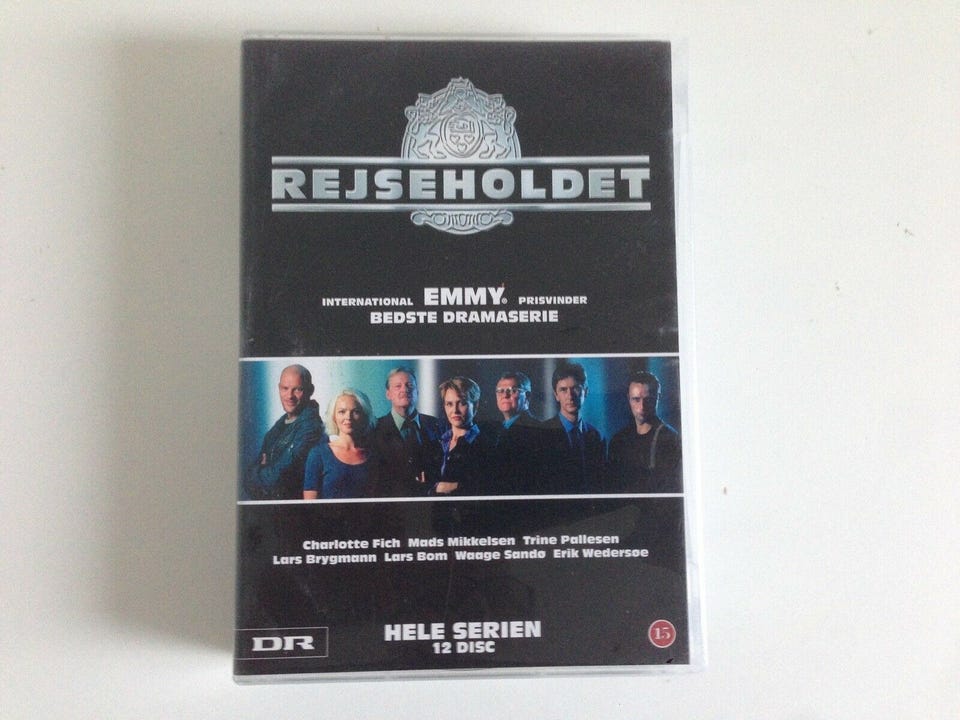 REJSEHOLDET
INTERNATIONAL EMMY® PRISVINDER
BEDSTE DRAMASERIE
Charlotte Fich Mads Mikkelsen Trine Pallesen
Lars Brygmann Lars Bom Waage Sandø Erik Wedersøe
HELE SERIEN
12 DISC
DR
15